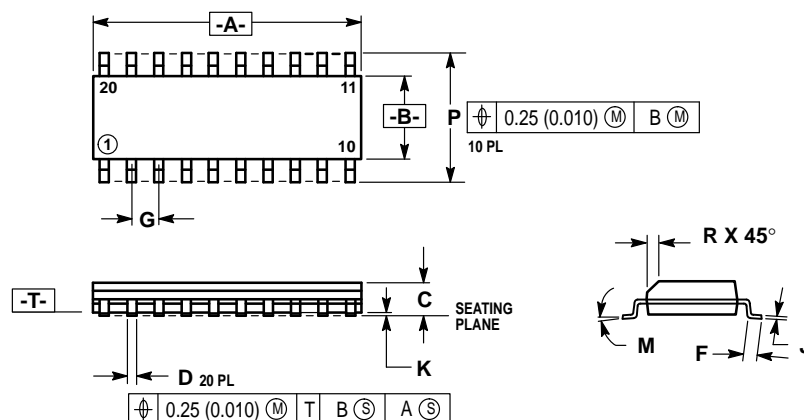 -A-
20 11
-B-
P
⌖ 0.25 (0.010) Ⓜ B Ⓜ
10 PL
① 10
G
R X 45°
-T-
C
SEATING
PLANE
K
M
F
J
D 20 PL
⌖ 0.25 (0.010) Ⓜ T B Ⓢ A Ⓢ